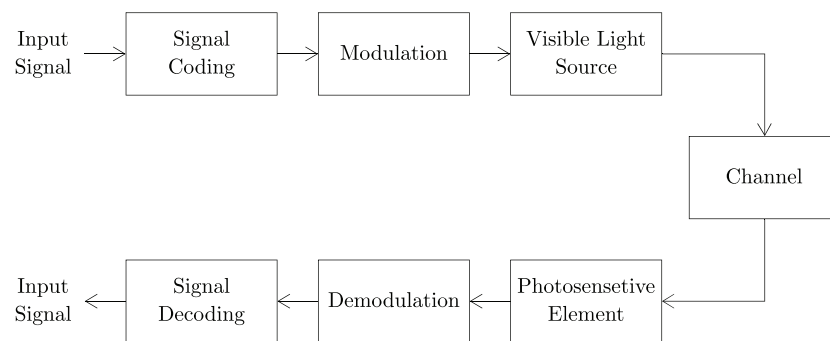 Input
Signal
Signal
Coding
Modulation
Visible Light
Source
Channel
Photosensetive
Element
Demodulation
Signal
Decoding
Input
Signal